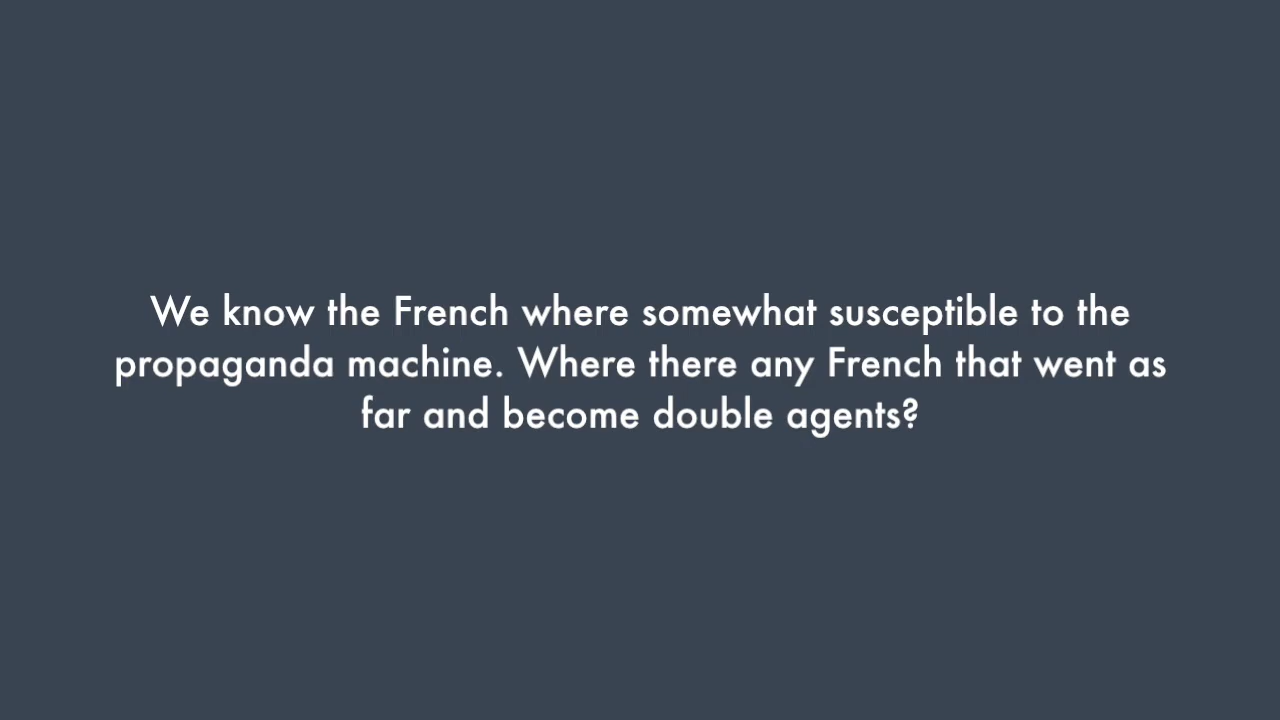 We know the French where somewhat susceptible to the
propaganda machine. Where there any French that went as
far and become double agents?